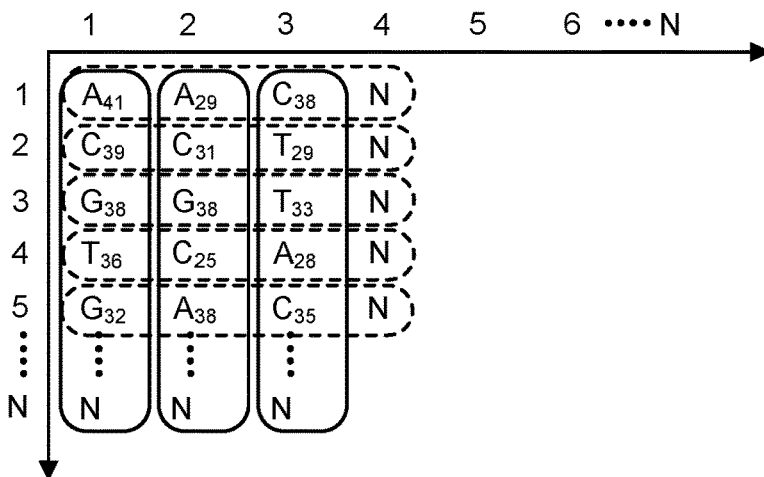 1 2 3 4 5 6 ····· N
1 A₄₁ A₂₉ C₃₈ N
2 C₃₉ C₃₁ T₂₉ N
3 G₃₈ G₃₈ T₃₃ N
4 T₃₆ C₂₅ A₂₈ N
5 G₃₂ A₃₈ C₃₅ N
N N N N